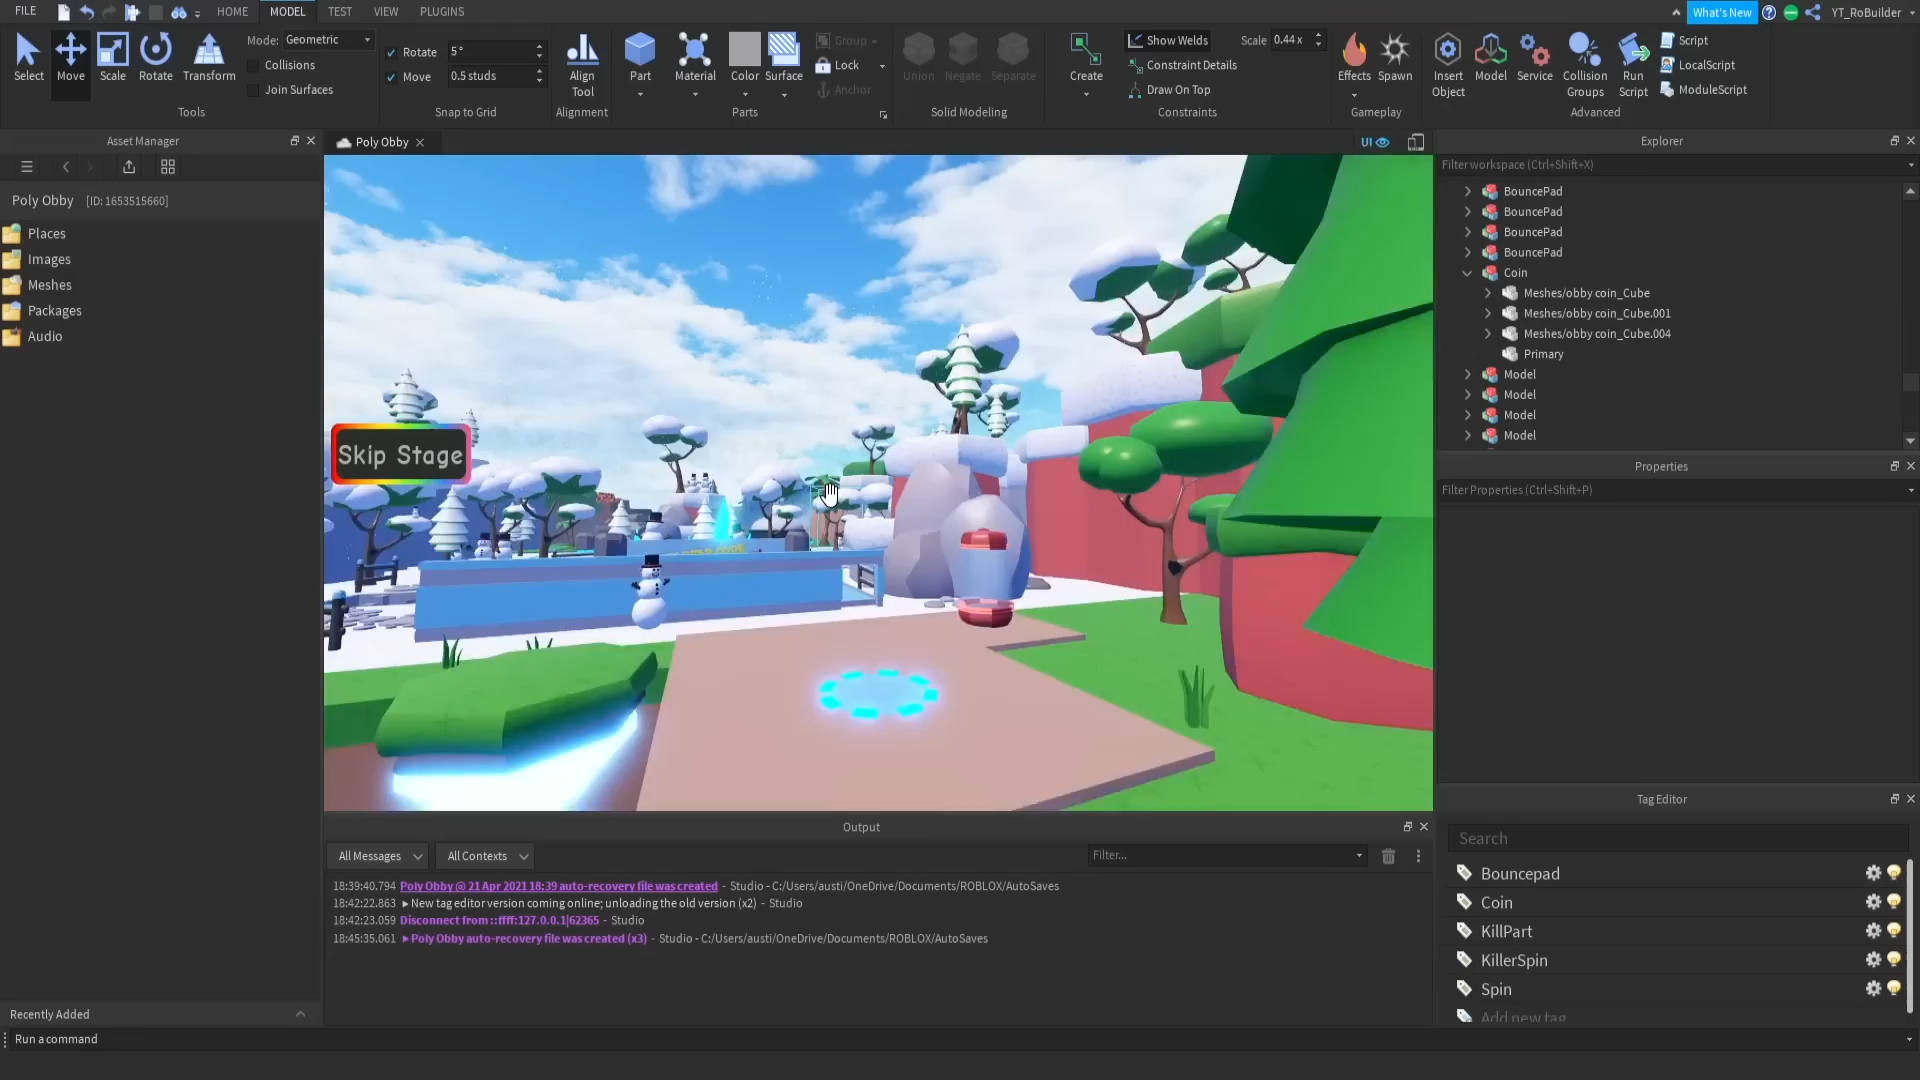 FILE
HOME
MODEL
TEST
VIEW
PLUGINS
What's New
YT_RoBuilder
Select
Move
Scale
Rotate
Transform
Mode: Geometric
Collisions
Join Surfaces
Tools
Rotate 5°
Move 0.5 studs
Snap to Grid
Align
Tool
Alignment
Part
Material
Color
Surface
Group
Lock
Anchor
Parts
Union
Negate
Separate
Solid Modeling
Create
Show Welds
Scale 0.44 x
Constraint Details
Draw On Top
Constraints
Effects
Spawn
Gameplay
Insert
Object
Model
Service
Collision
Groups
Run
Script
Script
LocalScript
ModuleScript
Advanced
Asset Manager
Poly Obby [ID: 1653515660]
Places
Images
Meshes
Packages
Audio
Recently Added
Run a command
Poly Obby
UI
Skip Stage
Output
All Messages
All Contexts
Filter...
18:39:40.794 Poly Obby @ 21 Apr 2021 18:39 auto-recovery file was created - Studio - C:/Users/austi/OneDrive/Documents/ROBLOX/AutoSaves
18:42:22.863 New tag editor version coming online; unloading the old version (x2) - Studio
18:42:23.059 Disconnect from ::ffff:127.0.0.1|62365 - Studio
18:45:35.061 Poly Obby auto-recovery file was created (x3) - Studio - C:/Users/austi/OneDrive/Documents/ROBLOX/AutoSaves
Explorer
Filter workspace (Ctrl+Shift+X)
BouncePad
BouncePad
BouncePad
BouncePad
Coin
Meshes/obby coin_Cube
Meshes/obby coin_Cube.001
Meshes/obby coin_Cube.004
Primary
Model
Model
Model
Model
Properties
Filter Properties (Ctrl+Shift+P)
Tag Editor
Search
Bouncepad
Coin
KillPart
KillerSpin
Spin
Add new tag